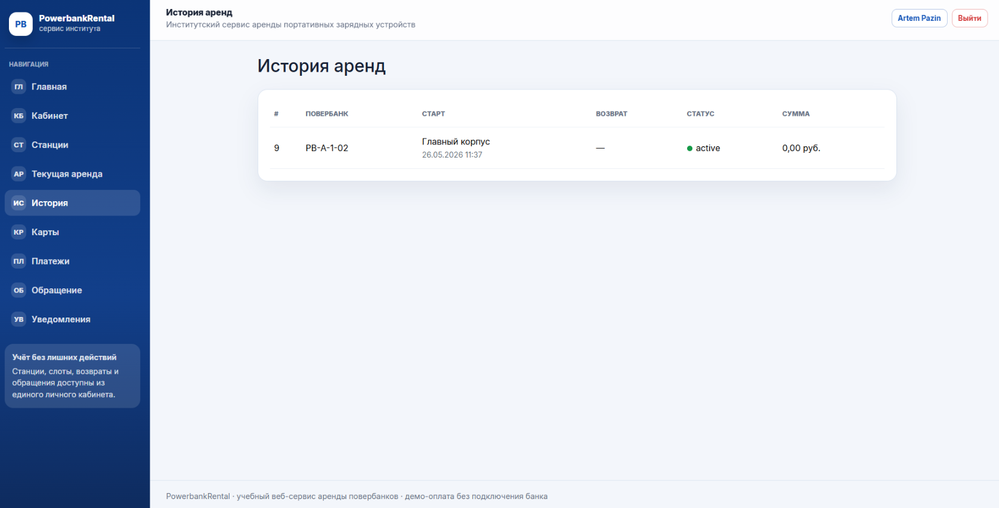 PB
PowerbankRental
сервис института
НАВИГАЦИЯ
ГЛ Главная
КБ Кабинет
СТ Станции
АР Текущая аренда
ИС История
КР Карты
ПЛ Платежи
ОБ Обращение
УВ Уведомления
Учёт без лишних действий
Станции, слоты, возвраты и
обращения доступны из
единого личного кабинета.
История аренд
Институтский сервис аренды портативных зарядных устройств
Artem Pazin Выйти
История аренд
# ПОВЕРБАНК СТАРТ ВОЗВРАТ СТАТУС СУММА
9 PB-A-1-02 Главный корпус — active 0,00 руб.
26.05.2026 11:37
PowerbankRental · учебный веб-сервис аренды повербанков · демо-оплата без подключения банка